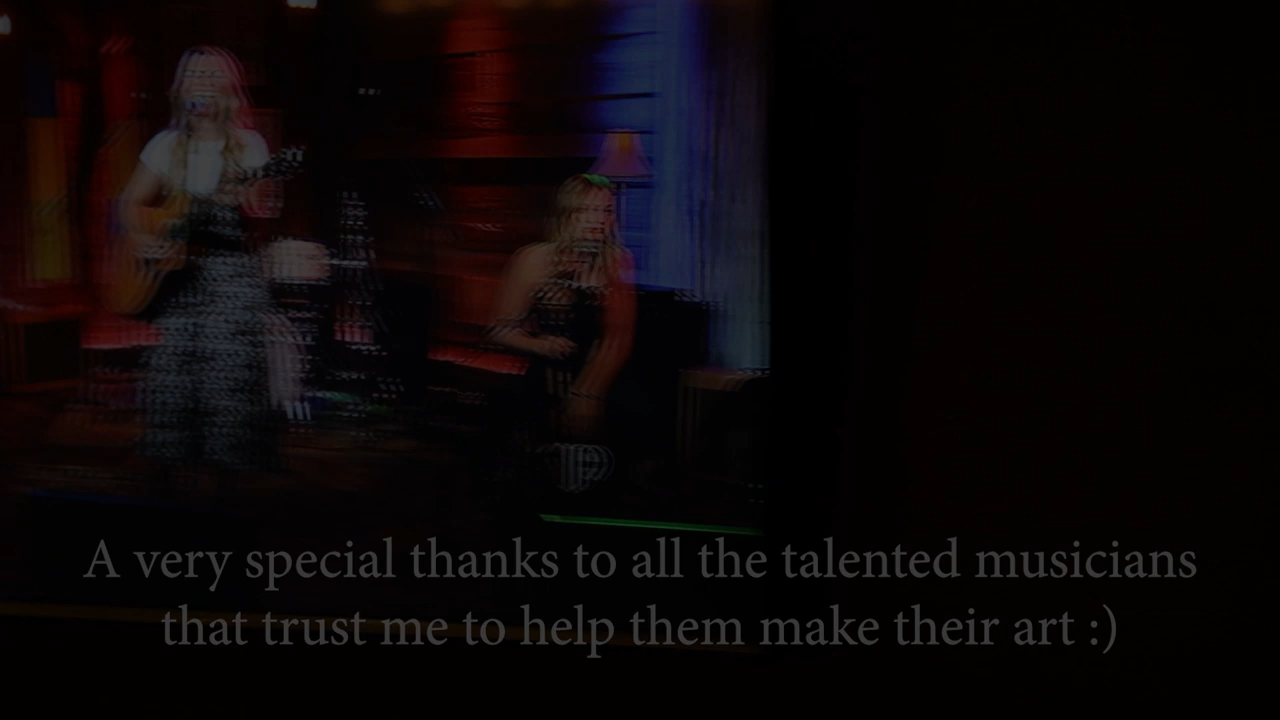 A very special thanks to all the talented musicians
that trust me to help them make their art :)